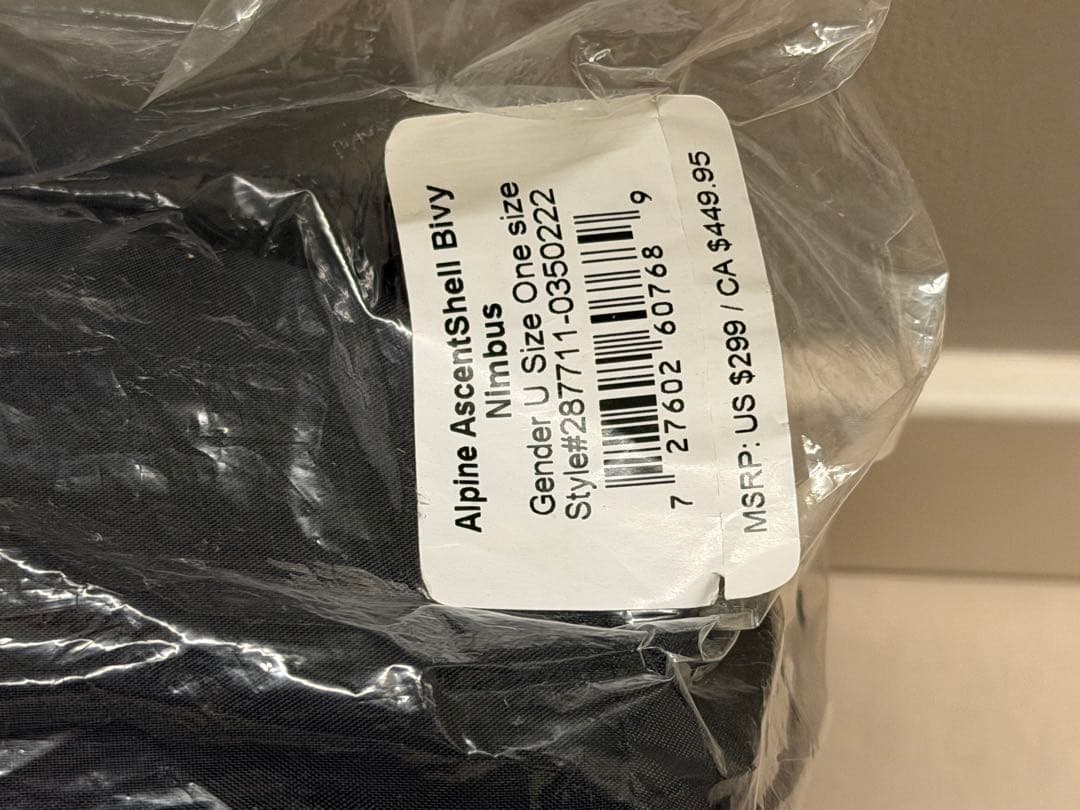 Alpine AscentShell Bivy
Nimbus
Gender U Size One size
Style#287711-0350222
7 27602 60768 9
MSRP: US $299 / CA $449.95